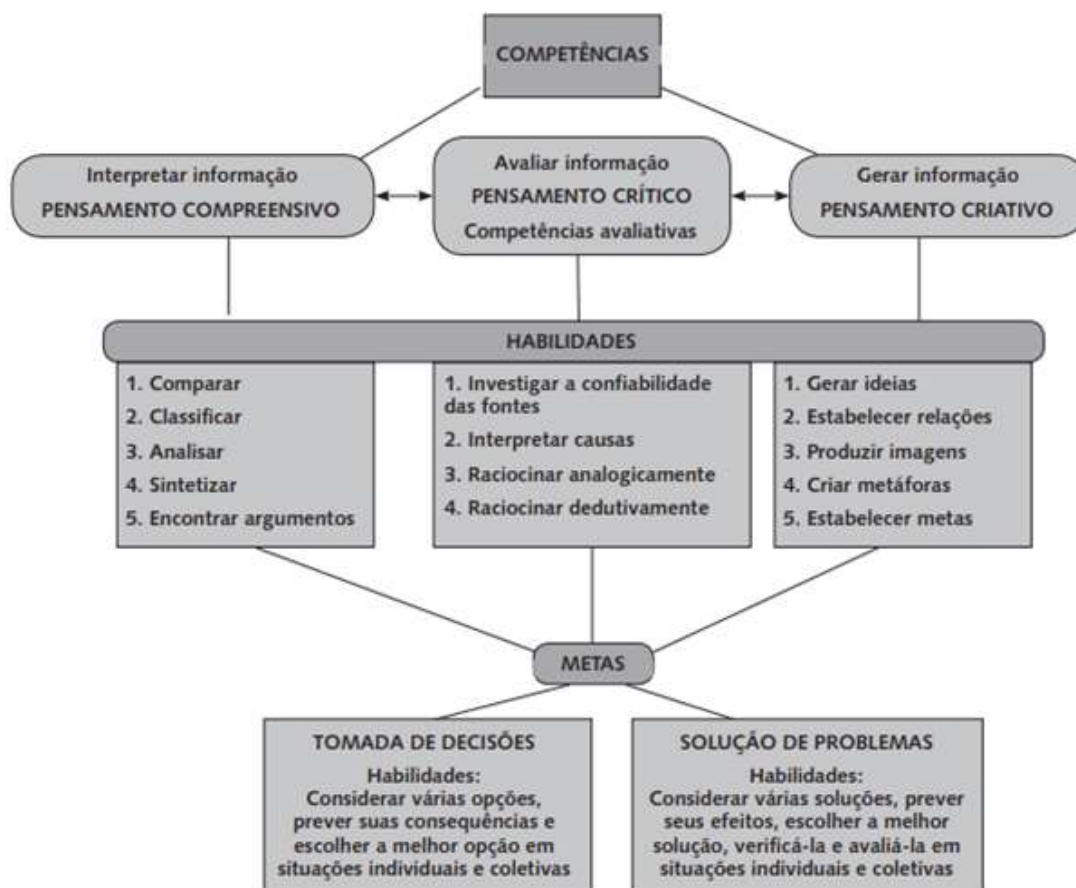 COMPETÊNCIAS
Interpretar informação
PENSAMENTO COMPREENSIVO
Avaliar informação
PENSAMENTO CRÍTICO
Competências avaliativas
Gerar informação
PENSAMENTO CRIATIVO
HABILIDADES
1. Comparar
2. Classificar
3. Analisar
4. Sintetizar
5. Encontrar argumentos
1. Investigar a confiabilidade
das fontes
2. Interpretar causas
3. Raciocinar analogicamente
4. Raciocinar dedutivamente
1. Gerar ideias
2. Estabelecer relações
3. Produzir imagens
4. Criar metáforas
5. Estabelecer metas
METAS
TOMADA DE DECISÕES
Habilidades:
Considerar várias opções,
prever suas consequências e
escolher a melhor opção em
situações individuais e coletivas
SOLUÇÃO DE PROBLEMAS
Habilidades:
Considerar várias soluções, prever
seus efeitos, escolher a melhor
solução, verificá-la e avaliá-la em
situações individuais e coletivas